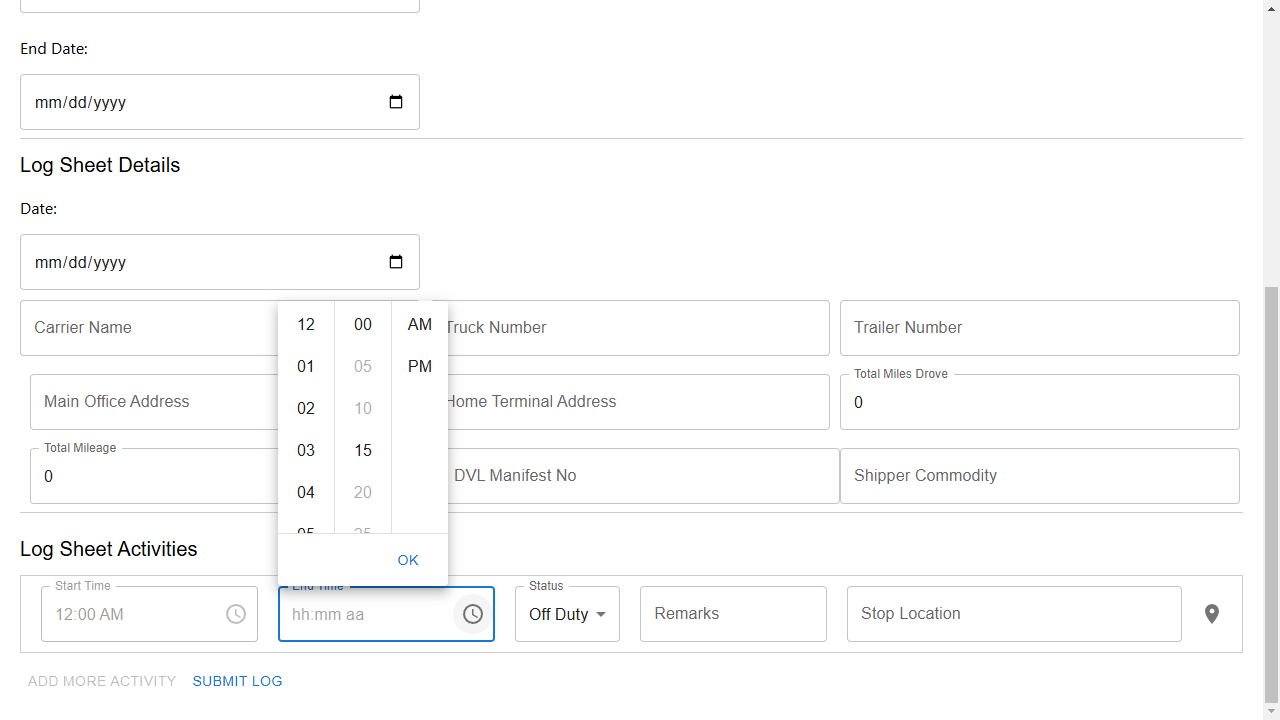 End Date:
mm/dd/yyyy
Log Sheet Details
Date:
mm/dd/yyyy
Carrier Name
Truck Number
Trailer Number
Main Office Address
Home Terminal Address
Total Miles Drove
0
Total Mileage
0
DVL Manifest No
Shipper Commodity
12 00 AM
01 05 PM
02 10
03 15
04 20
05 25
OK
Log Sheet Activities
Start Time
12:00 AM
End Time
hh:mm aa
Status
Off Duty
Remarks
Stop Location
ADD MORE ACTIVITY SUBMIT LOG